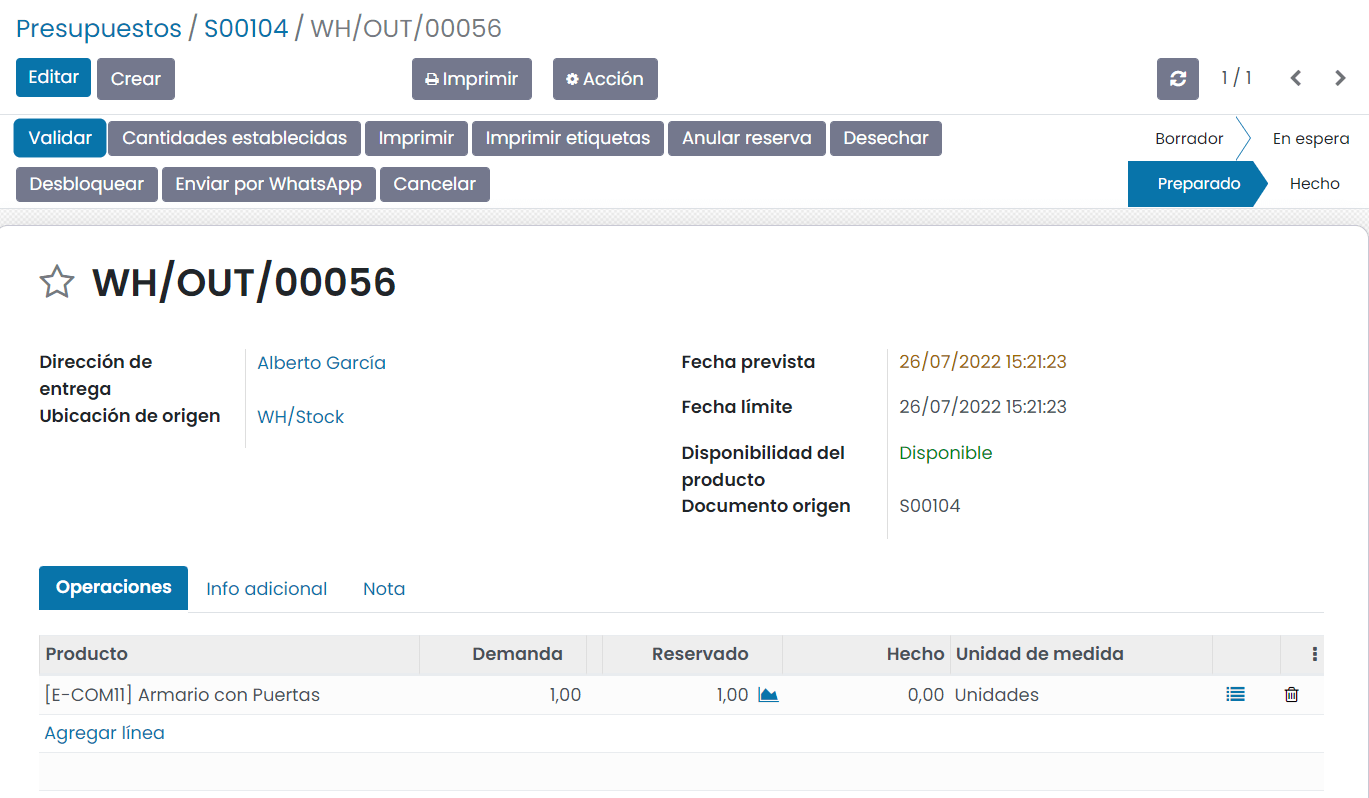 Presupuestos / S00104 / WH/OUT/00056
Editar Crear Imprimir Acción 1 / 1
Validar Cantidades establecidas Imprimir Imprimir etiquetas Anular reserva Desechar Borrador En espera
Desbloquear Enviar por WhatsApp Cancelar Preparado Hecho
WH/OUT/00056
Dirección de entrega Alberto García
Ubicación de origen WH/Stock
Fecha prevista 26/07/2022 15:21:23
Fecha límite 26/07/2022 15:21:23
Disponibilidad del producto Disponible
Documento origen S00104
Operaciones Info adicional Nota
Producto Demanda Reservado Hecho Unidad de medida
[E-COM11] Armario con Puertas 1,00 1,00 0,00 Unidades
Agregar línea